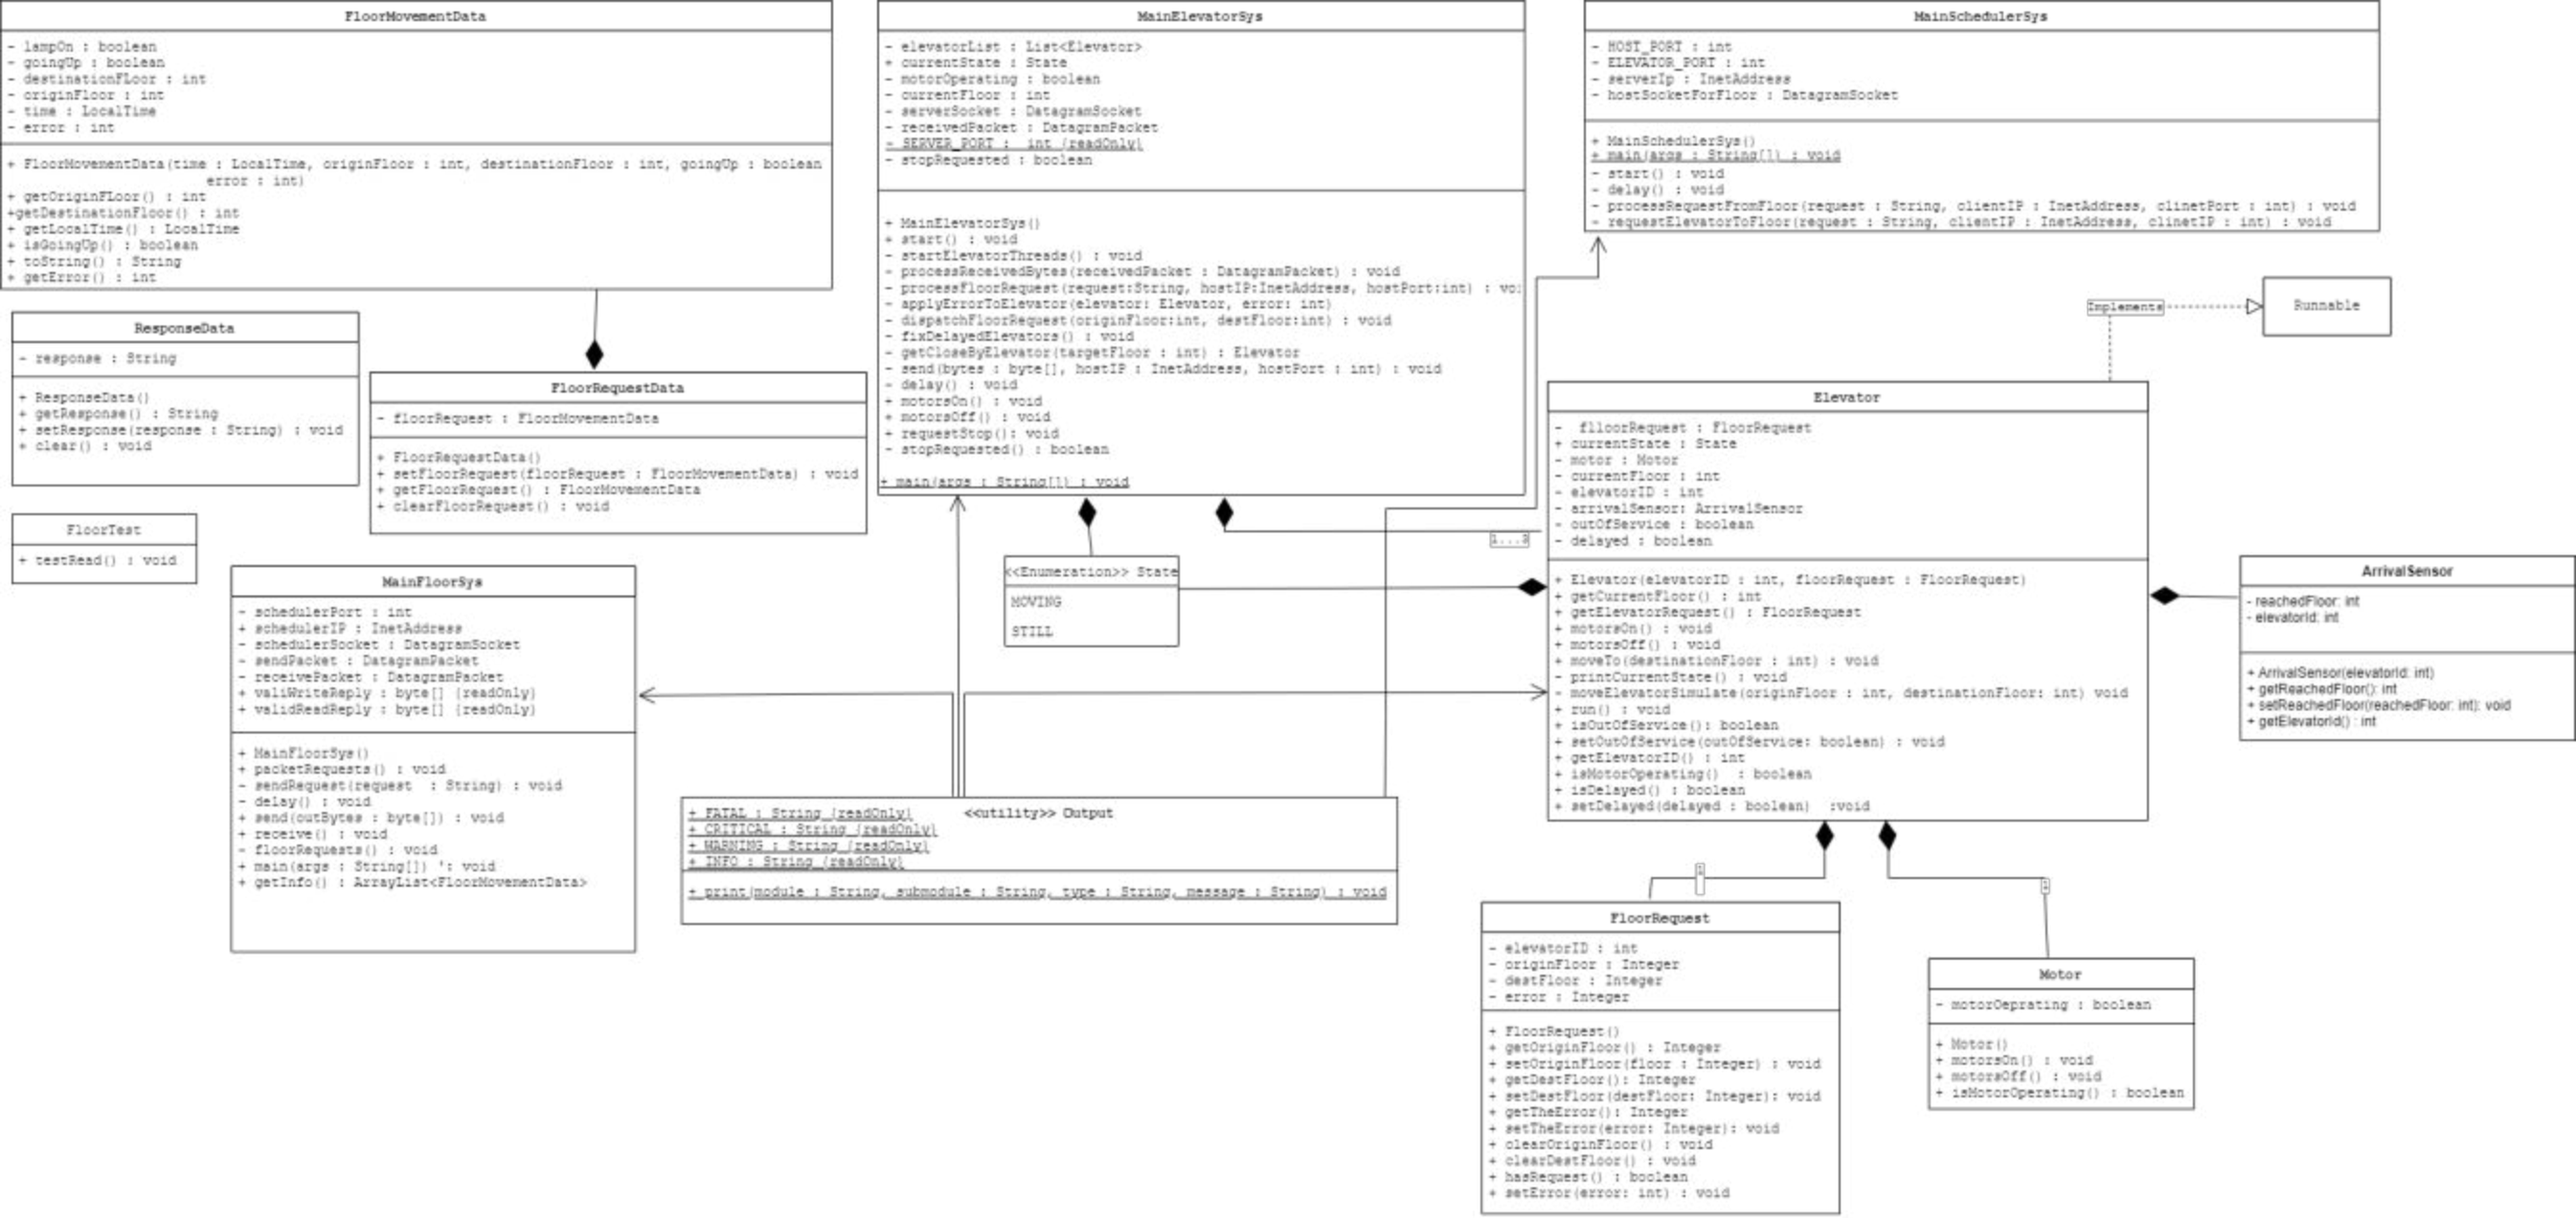 FloorMovementData
- lampOn : boolean
- goingUp : boolean
- destinationFLoor : int
- originFloor : int
- time : LocalTime
- error : int
+ FloorMovementData(time : LocalTime, originFloor : int, destinationFloor : int, goingUp : boolean
error : int)
+ getOriginFLoor() : int
+getDestinationFloor() : int
+ getLocalTime() : LocalTime
+ isGoingUp() : boolean
+ toString() : String
+ getError() : int
ResponseData
- response : String
+ ResponseData()
+ getResponse() : String
+ setResponse(response : String) : void
+ clear() : void
FloorRequestData
- floorRequest : FloorMovementData
+ FloorRequestData()
+ setFloorRequest(floorRequest : FloorMovementData) : void
+ getFloorRequest() : FloorMovementData
+ clearFloorRequest() : void
FloorTest
+ testRead() : void
MainFloorSys
- schedulerPort : int
+ schedulerIP : InetAddress
- schedulerSocket : DatagramSocket
- sendPacket : DatagramPacket
- receivePacket : DatagramPacket
+ valiWriteReply : byte[] {readOnly}
+ validReadReply : byte[] {readOnly}
+ MainFloorSys()
+ packetRequests() : void
- sendRequest(request : String) : void
- delay() : void
+ send(outBytes : byte[]) : void
+ receive() : void
- floorRequests() : void
+ main(args : String[]) ': void
+ getInfo() : ArrayList<FloorMovementData>
MainElevatorSys
- elevatorList : List<Elevator>
+ currentState : State
- motorOperating : boolean
- currentFloor : int
- serverSocket : DatagramSocket
- receivedPacket : DatagramPacket
- SERVER_PORT : int {readOnly}
- stopRequested : boolean
+ MainElevatorSys()
+ start() : void
- startElevatorThreads() : void
- processReceivedBytes(receivedPacket : DatagramPacket) : void
- processFloorRequest(request:String, hostIP:InetAddress, hostPort:int) : voi
- applyErrorToElevator(elevator: Elevator, error: int)
- dispatchFloorRequest(originFloor:int, destFloor:int) : void
- fixDelayedElevators() : void
- getCloseByElevator(targetFloor : int) : Elevator
- send(bytes : byte[], hostIP : InetAddress, hostPort : int) : void
- delay() : void
+ motorsOn() : void
+ motorsOff() : void
+ requestStop(): void
- stopRequested() : boolean
+ main(args : String[]) : void
<<Enumeration>> State
MOVING
STILL
1...3
<<utility>> Output
+ FATAL : String {readOnly}
+ CRITICAL : String {readOnly}
+ WARNING : String {readOnly}
+ INFO : String {readOnly}
+ print(module : String, submodule : String, type : String, message : String) : void
MainSchedulerSys
- HOST_PORT : int
- ELEVATOR_PORT : int
- serverIp : InetAddress
- hostSocketForFloor : DatagramSocket
+ MainSchedulerSys()
+ main(args : String[]) : void
- start() : void
- delay() : void
- processRequestFromFloor(request : String, clientIP : InetAddress, clinetPort : int) : void
- requestElevatorToFloor(request : String, clientIP : InetAddress, clinetIP : int) : void
Implements
Runnable
Elevator
- flloorRequest : FloorRequest
+ currentState : State
- motor : Motor
- currentFloor : int
- elevatorID : int
- arrivalSensor: ArrivalSensor
- outOfService : boolean
- delayed : boolean
+ Elevator(elevatorID : int, floorRequest : FloorRequest)
+ getCurrentFloor() : int
+ getElevatorRequest() : FloorRequest
+ motorsOn() : void
+ motorsOff() : void
+ moveTo(destinationFloor : int) : void
- printCurrentState() : void
- moveElevatorSimulate(originFloor : int, destinationFloor: int) void
+ run() : void
+ isOutOfService(): boolean
+ setOutOfService(outOfService: boolean) : void
+ getElevatorID() : int
+ isMotorOperating() : boolean
+ isDelayed() : boolean
+ setDelayed(delayed : boolean) :void
ArrivalSensor
- reachedFloor: int
- elevatorId: int
+ ArrivalSensor(elevatorId: int)
+ getReachedFloor(): int
+ setReachedFloor(reachedFloor: int): void
+ getElevatorId() : int
1
1
FloorRequest
- elevatorID : int
- originFloor : Integer
- destFloor : Integer
- error : Integer
+ FloorRequest()
+ getOriginFloor() : Integer
+ setOriginFloor(floor : Integer) : void
+ getDestFloor(): Integer
+ setDestFloor(destFloor: Integer): void
+ getTheError(): Integer
+ setTheError(error: Integer): void
+ clearOriginFloor() : void
+ clearDestFloor() : void
+ hasRequest() : boolean
+ setError(error: int) : void
Motor
- motorOeprating : boolean
+ Motor()
+ motorsOn() : void
+ motorsOff() : void
+ isMotorOperating() : boolean